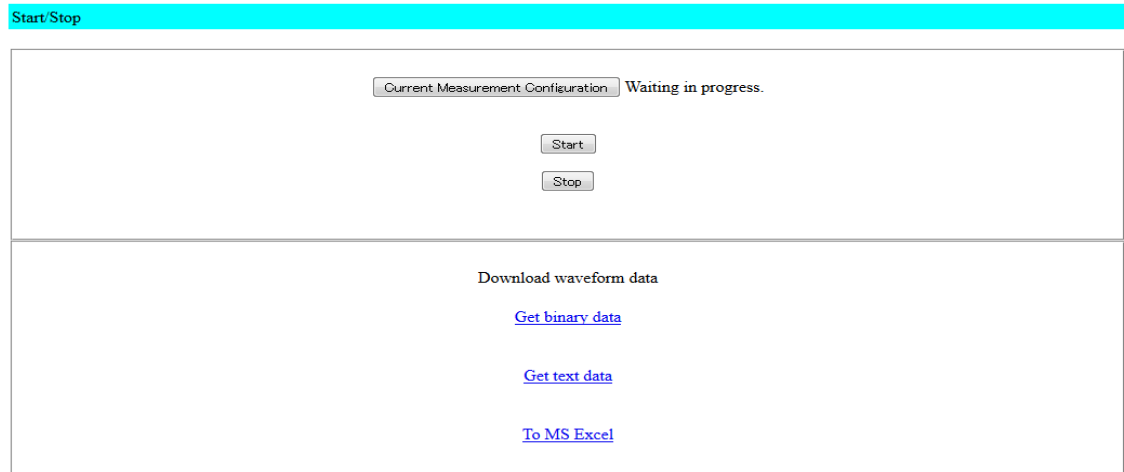 Start/Stop
Current Measurement Configuration Waiting in progress.
Start
Stop
Download waveform data
Get binary data
Get text data
To MS Excel